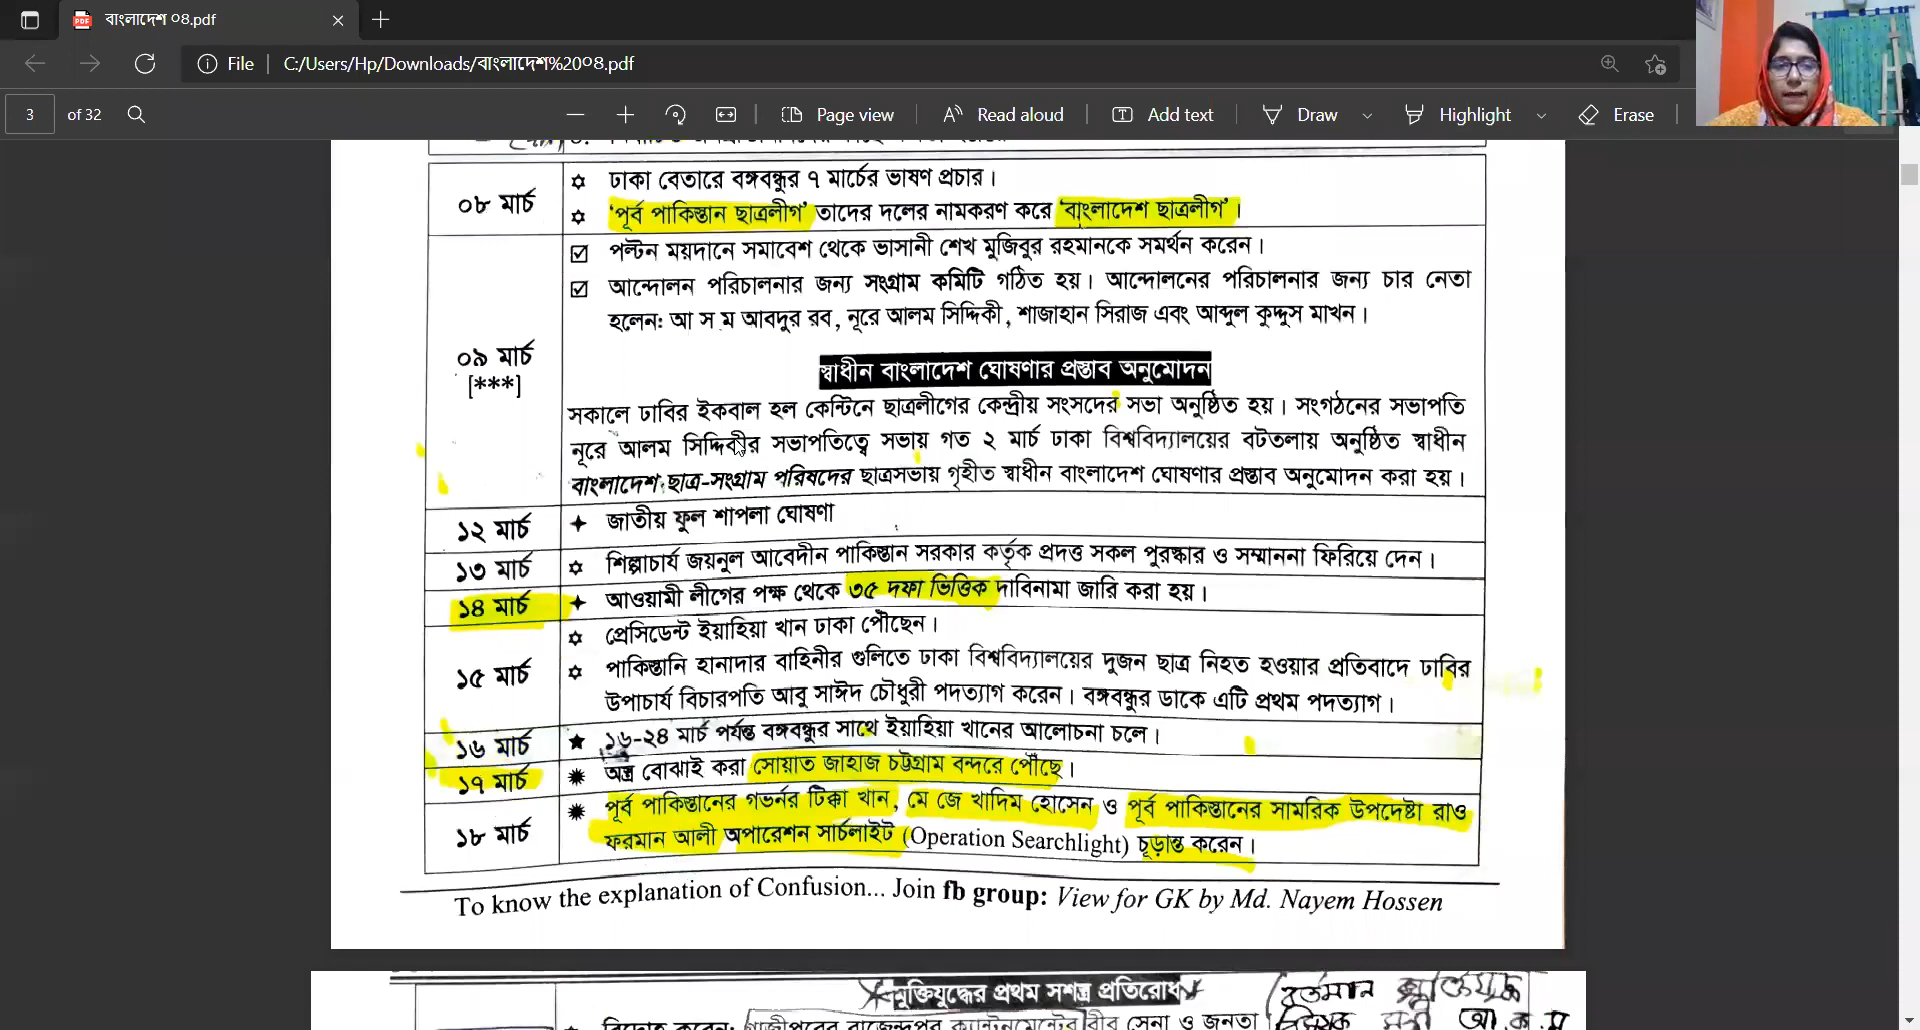 বাংলাদেশ ০8.pdf
File
C:/Users/Hp/Downloads/বাংলাদেশ%20০8.pdf
3 of 32
Page view
Read aloud
Add text
Draw
Highlight
Erase
০৮ মার্চ
ঢাকা বেতারে বঙ্গবন্ধুর ৭ মার্চের ভাষণ প্রচার।
‘পূর্ব পাকিস্তান ছাত্রলীগ’ তাদের দলের নামকরণ করে ‘বাংলাদেশ ছাত্রলীগ’।
০৯ মার্চ
[***]
পল্টন ময়দানে সমাবেশ থেকে ভাসানী শেখ মুজিবুর রহমানকে সমর্থন করেন।
আন্দোলন পরিচালনার জন্য সংগ্রাম কমিটি গঠিত হয়। আন্দোলনের পরিচালনার জন্য চার নেতা
হলেন: আ স ম আবদুর রব, নূরে আলম সিদ্দিকী, শাজাহান সিরাজ এবং আব্দুল কুদ্দুস মাখন।
স্বাধীন বাংলাদেশ ঘোষণার প্রস্তাব অনুমোদন
সকালে ঢাবির ইকবাল হল কেন্টিনে ছাত্রলীগের কেন্দ্রীয় সংসদের সভা অনুষ্ঠিত হয়। সংগঠনের সভাপতি
নূরে আলম সিদ্দিকীর সভাপতিত্বে সভায় গত ২ মার্চ ঢাকা বিশ্ববিদ্যালয়ের বটতলায় অনুষ্ঠিত স্বাধীন
বাংলাদেশ ছাত্র-সংগ্রাম পরিষদের ছাত্রসভায় গৃহীত স্বাধীন বাংলাদেশ ঘোষণার প্রস্তাব অনুমোদন করা হয়।
১২ মার্চ
জাতীয় ফুল শাপলা ঘোষণা
১৩ মার্চ
শিল্পাচার্য জয়নুল আবেদীন পাকিস্তান সরকার কর্তৃক প্রদত্ত সকল পুরস্কার ও সম্মাননা ফিরিয়ে দেন।
১৪ মার্চ
আওয়ামী লীগের পক্ষ থেকে ৩৫ দফা ভিত্তিক দাবিনামা জারি করা হয়।
১৫ মার্চ
প্রেসিডেন্ট ইয়াহিয়া খান ঢাকা পৌঁছেন।
পাকিস্তানি হানাদার বাহিনীর গুলিতে ঢাকা বিশ্ববিদ্যালয়ের দুজন ছাত্র নিহত হওয়ার প্রতিবাদে ঢাবির
উপাচার্য বিচারপতি আবু সাঈদ চৌধুরী পদত্যাগ করেন। বঙ্গবন্ধুর ডাকে এটি প্রথম পদত্যাগ।
১৬ মার্চ
১৬-২৪ মার্চ পর্যন্ত বঙ্গবন্ধুর সাথে ইয়াহিয়া খানের আলোচনা চলে।
১৭ মার্চ
অস্ত্র বোঝাই করা সোয়াত জাহাজ চট্টগ্রাম বন্দরে পৌঁছে।
১৮ মার্চ
পূর্ব পাকিস্তানের গভর্নর টিক্কা খান, মে জে খাদিম হোসেন ও পূর্ব পাকিস্তানের সামরিক উপদেষ্টা রাও
ফরমান আলী অপারেশন সার্চলাইট (Operation Searchlight) চূড়ান্ত করেন।
To know the explanation of Confusion... Join fb group: View for GK by Md. Nayem Hossen
মুক্তিযুদ্ধের প্রথম সশস্ত্র প্রতিরোধ
বর্তমান
বিদ্রোহ করেন: গাজীপুরের রাজেন্দ্রপুর ক্যান্টনমেন্টের বীর সেনা ও জনতা
আ.ক.ম